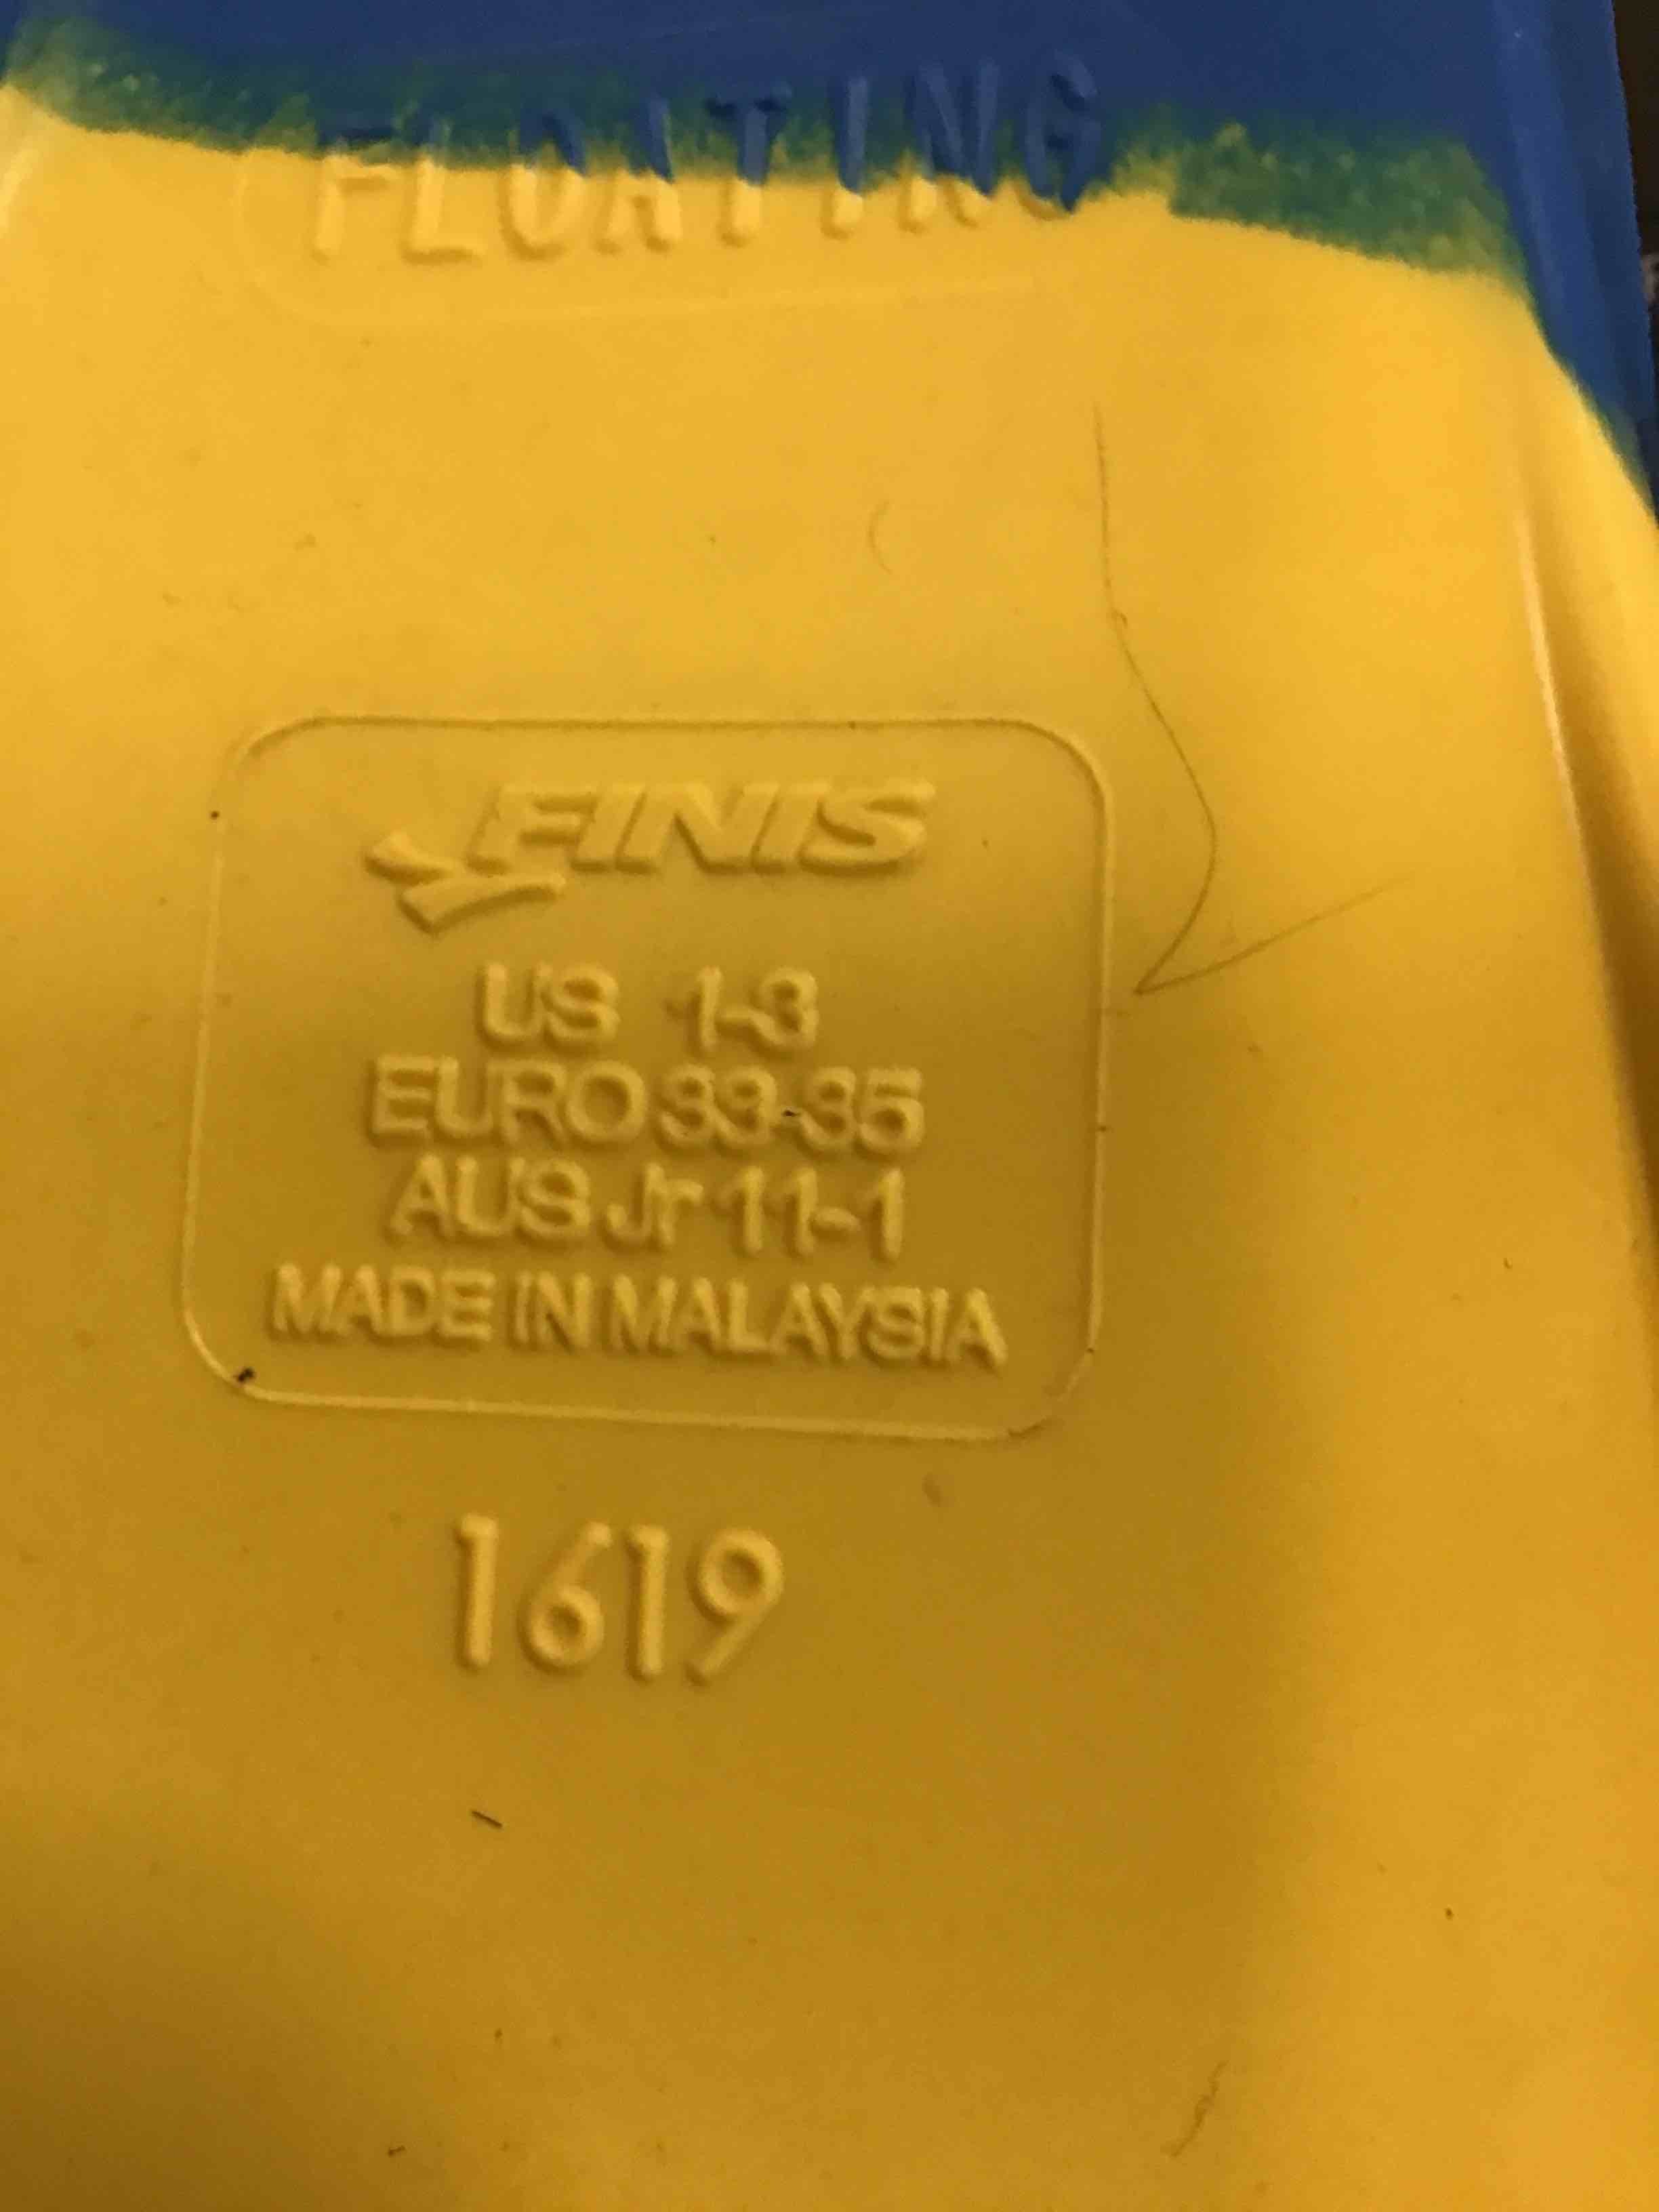 FLOATING
FINIS
US 1-3
EURO 33-35
AUS Jr 11-1
MADE IN MALAYSIA
1619